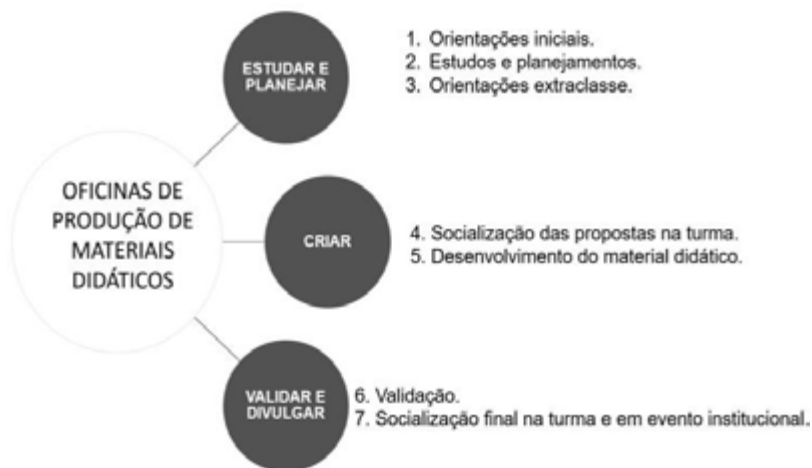 OFICINAS DE
PRODUÇÃO DE
MATERIAIS
DIDÁTICOS
ESTUDAR E
PLANEJAR
1. Orientações iniciais.
2. Estudos e planejamentos.
3. Orientações extraclasse.
CRIAR
4. Socialização das propostas na turma.
5. Desenvolvimento do material didático.
VALIDAR E
DIVULGAR
6. Validação.
7. Socialização final na turma e em evento institucional.